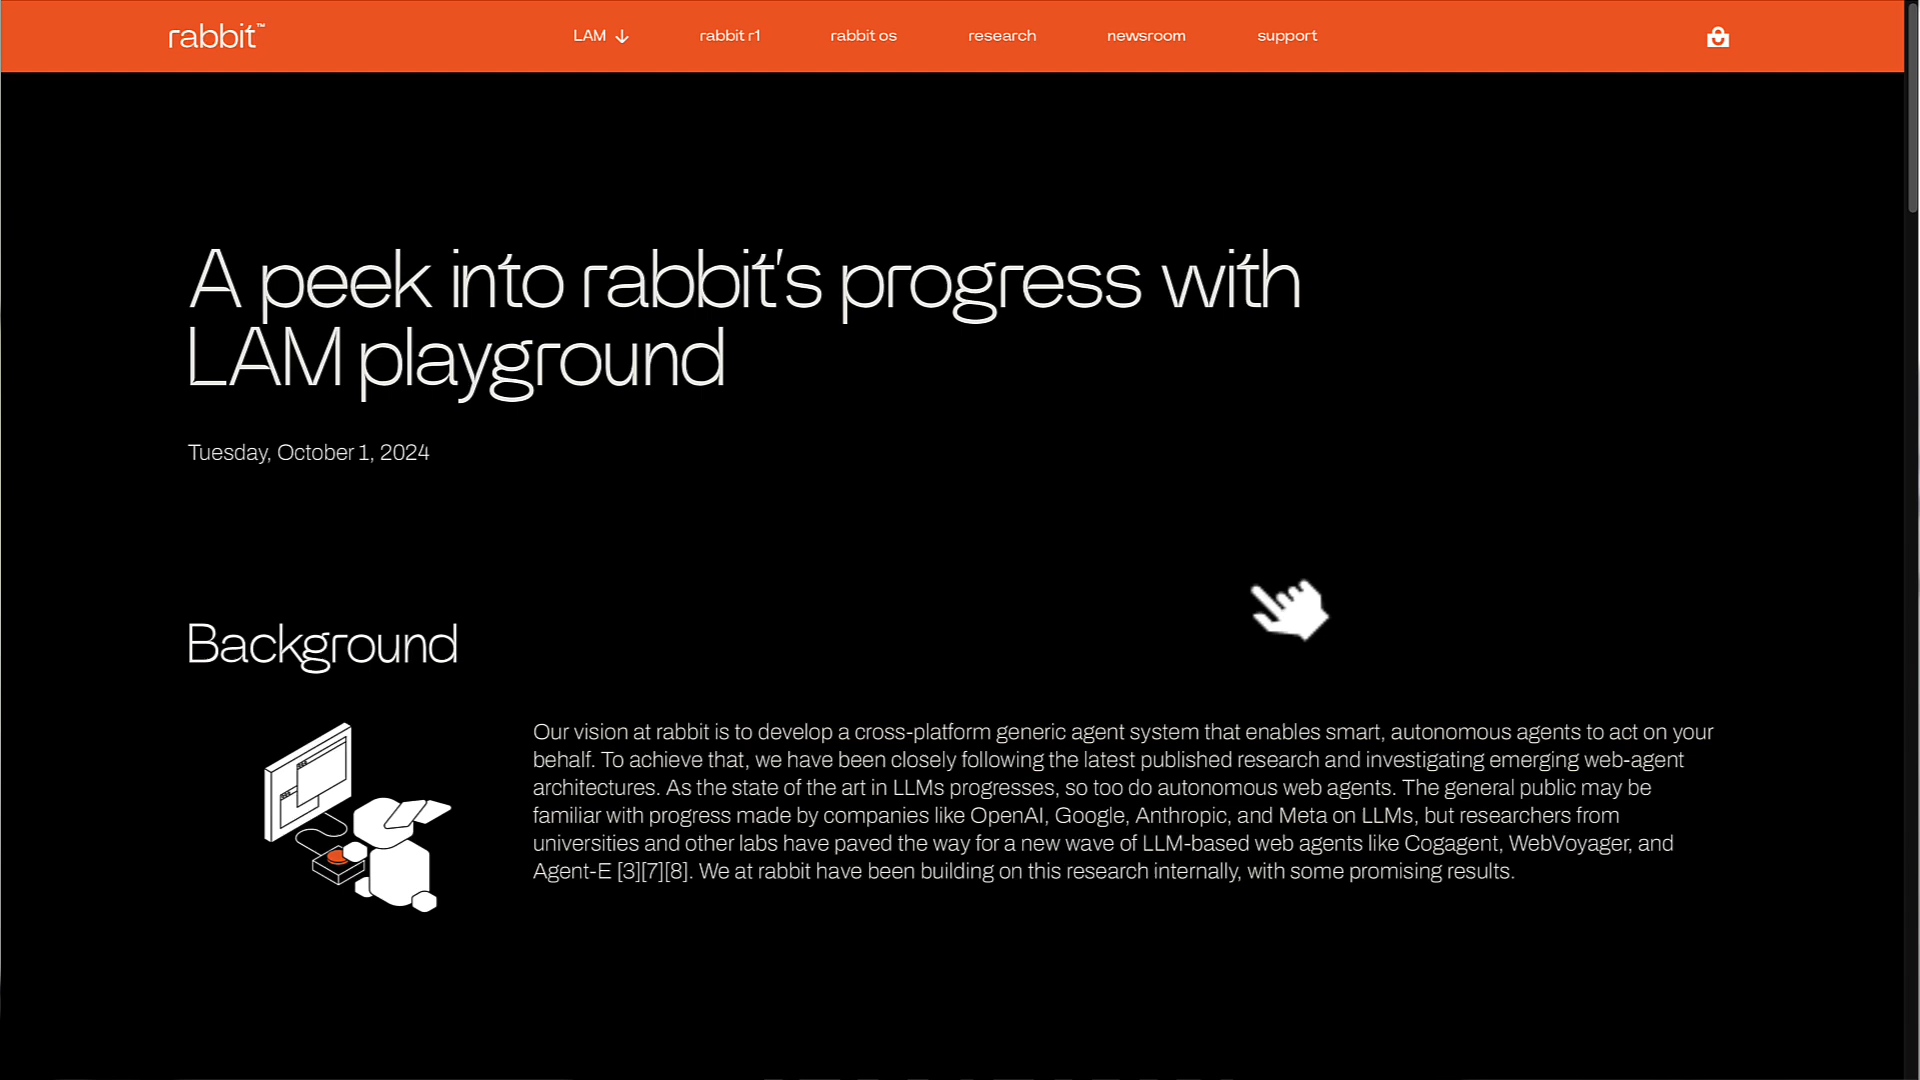 rabbit™
LAM ↓
rabbit r1
rabbit os
research
newsroom
support
A peek into rabbit's progress with
LAM playground
Tuesday, October 1, 2024
Background
Our vision at rabbit is to develop a cross-platform generic agent system that enables smart, autonomous agents to act on your
behalf. To achieve that, we have been closely following the latest published research and investigating emerging web-agent
architectures. As the state of the art in LLMs progresses, so too do autonomous web agents. The general public may be
familiar with progress made by companies like OpenAI, Google, Anthropic, and Meta on LLMs, but researchers from
universities and other labs have paved the way for a new wave of LLM-based web agents like Cogagent, WebVoyager, and
Agent-E [3][7][8]. We at rabbit have been building on this research internally, with some promising results.